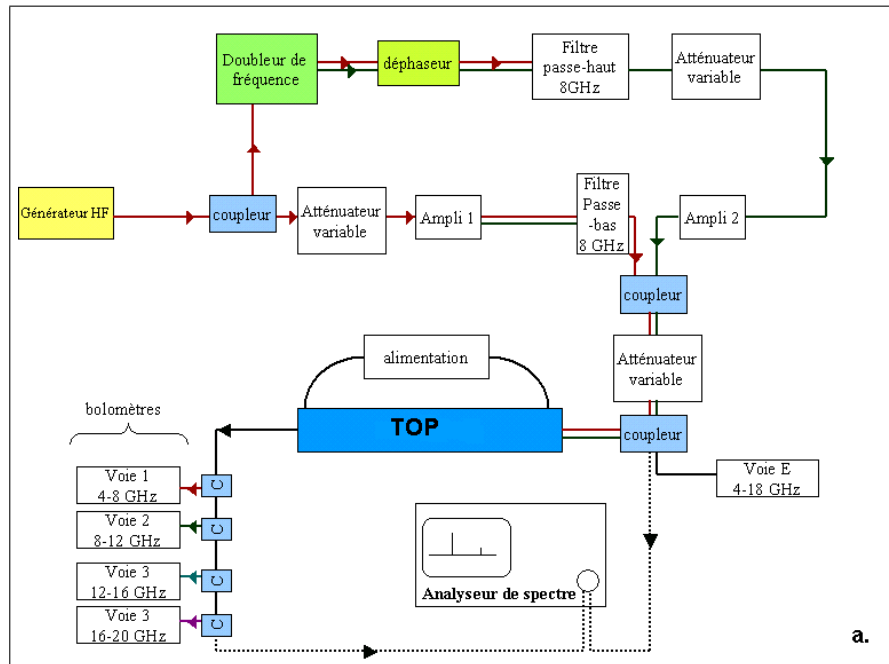 Doubleur de
fréquence
déphaseur
Filtre
passe-haut
8GHz
Atténuateur
variable
Générateur HF
coupleur
Atténuateur
variable
Ampli 1
Filtre
Passe
-bas
8 GHz
Ampli 2
coupleur
alimentation
Atténuateur
variable
TOP
coupleur
bolomètres
Voie 1
4-8 GHz
C
Voie E
4-18 GHz
Voie 2
8-12 GHz
C
Voie 3
12-16 GHz
C
Analyseur de spectre
Voie 3
16-20 GHz
C
a.